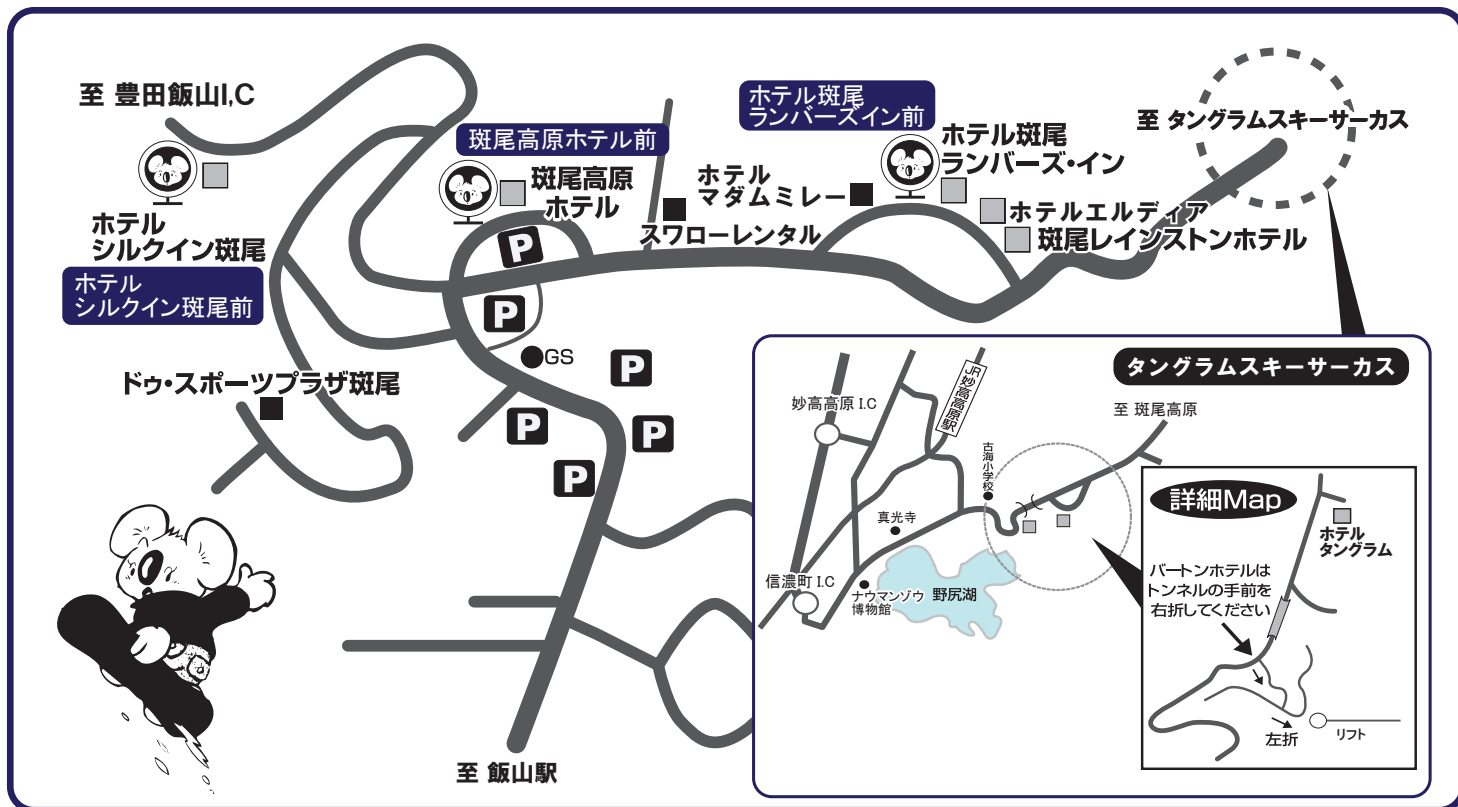 至 豊田飯山I,C
ホテル
シルクイン斑尾
ホテル
シルクイン斑尾前
斑尾高原ホテル前
斑尾高原
ホテル
スワローレンタル
ホテル
マダムミレー
ホテル斑尾
ランバーズイン前
ホテル斑尾
ランバーズ・イン
ホテルエルディア
斑尾レインストンホテル
至 タングラムスキーサーカス
P
P
GS
P
P
P
P
ドゥ・スポーツプラザ斑尾
至 飯山駅
タングラムスキーサーカス
妙高高原 I.C
JR妙高高原駅
至 斑尾高原
古海小学校
真光寺
信濃町 I.C
ナウマンゾウ
博物館
野尻湖
詳細Map
ホテル
タングラム
バートンホテルは
トンネルの手前を
右折してください
左折
リフト